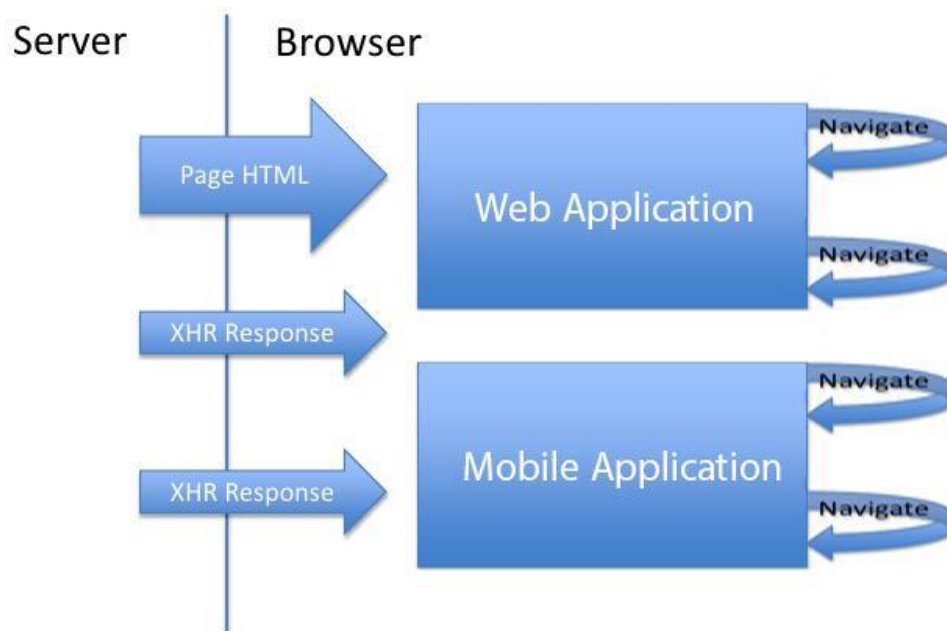 Server
Browser
Page HTML
Web Application
Navigate
Navigate
XHR Response
Mobile Application
Navigate
XHR Response
Navigate